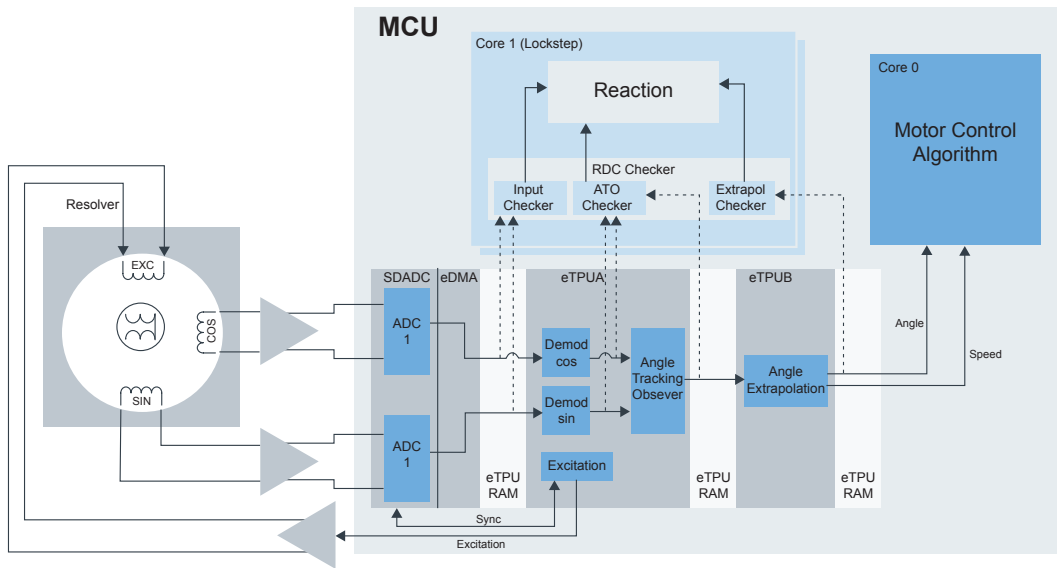 MCU
Core 1 (Lockstep)
Reaction
RDC Checker
Input
Checker
ATO
Checker
Extrapol
Checker
Core 0
Motor Control
Algorithm
Resolver
EXC
COS
SIN
SDADC
eDMA
eTPUA
eTPUB
ADC
1
ADC
1
Demod
cos
Demod
sin
Angle
Tracking
Obsever
Angle
Extrapolation
Excitation
eTPU
RAM
eTPU
RAM
eTPU
RAM
Angle
Speed
Sync
Excitation